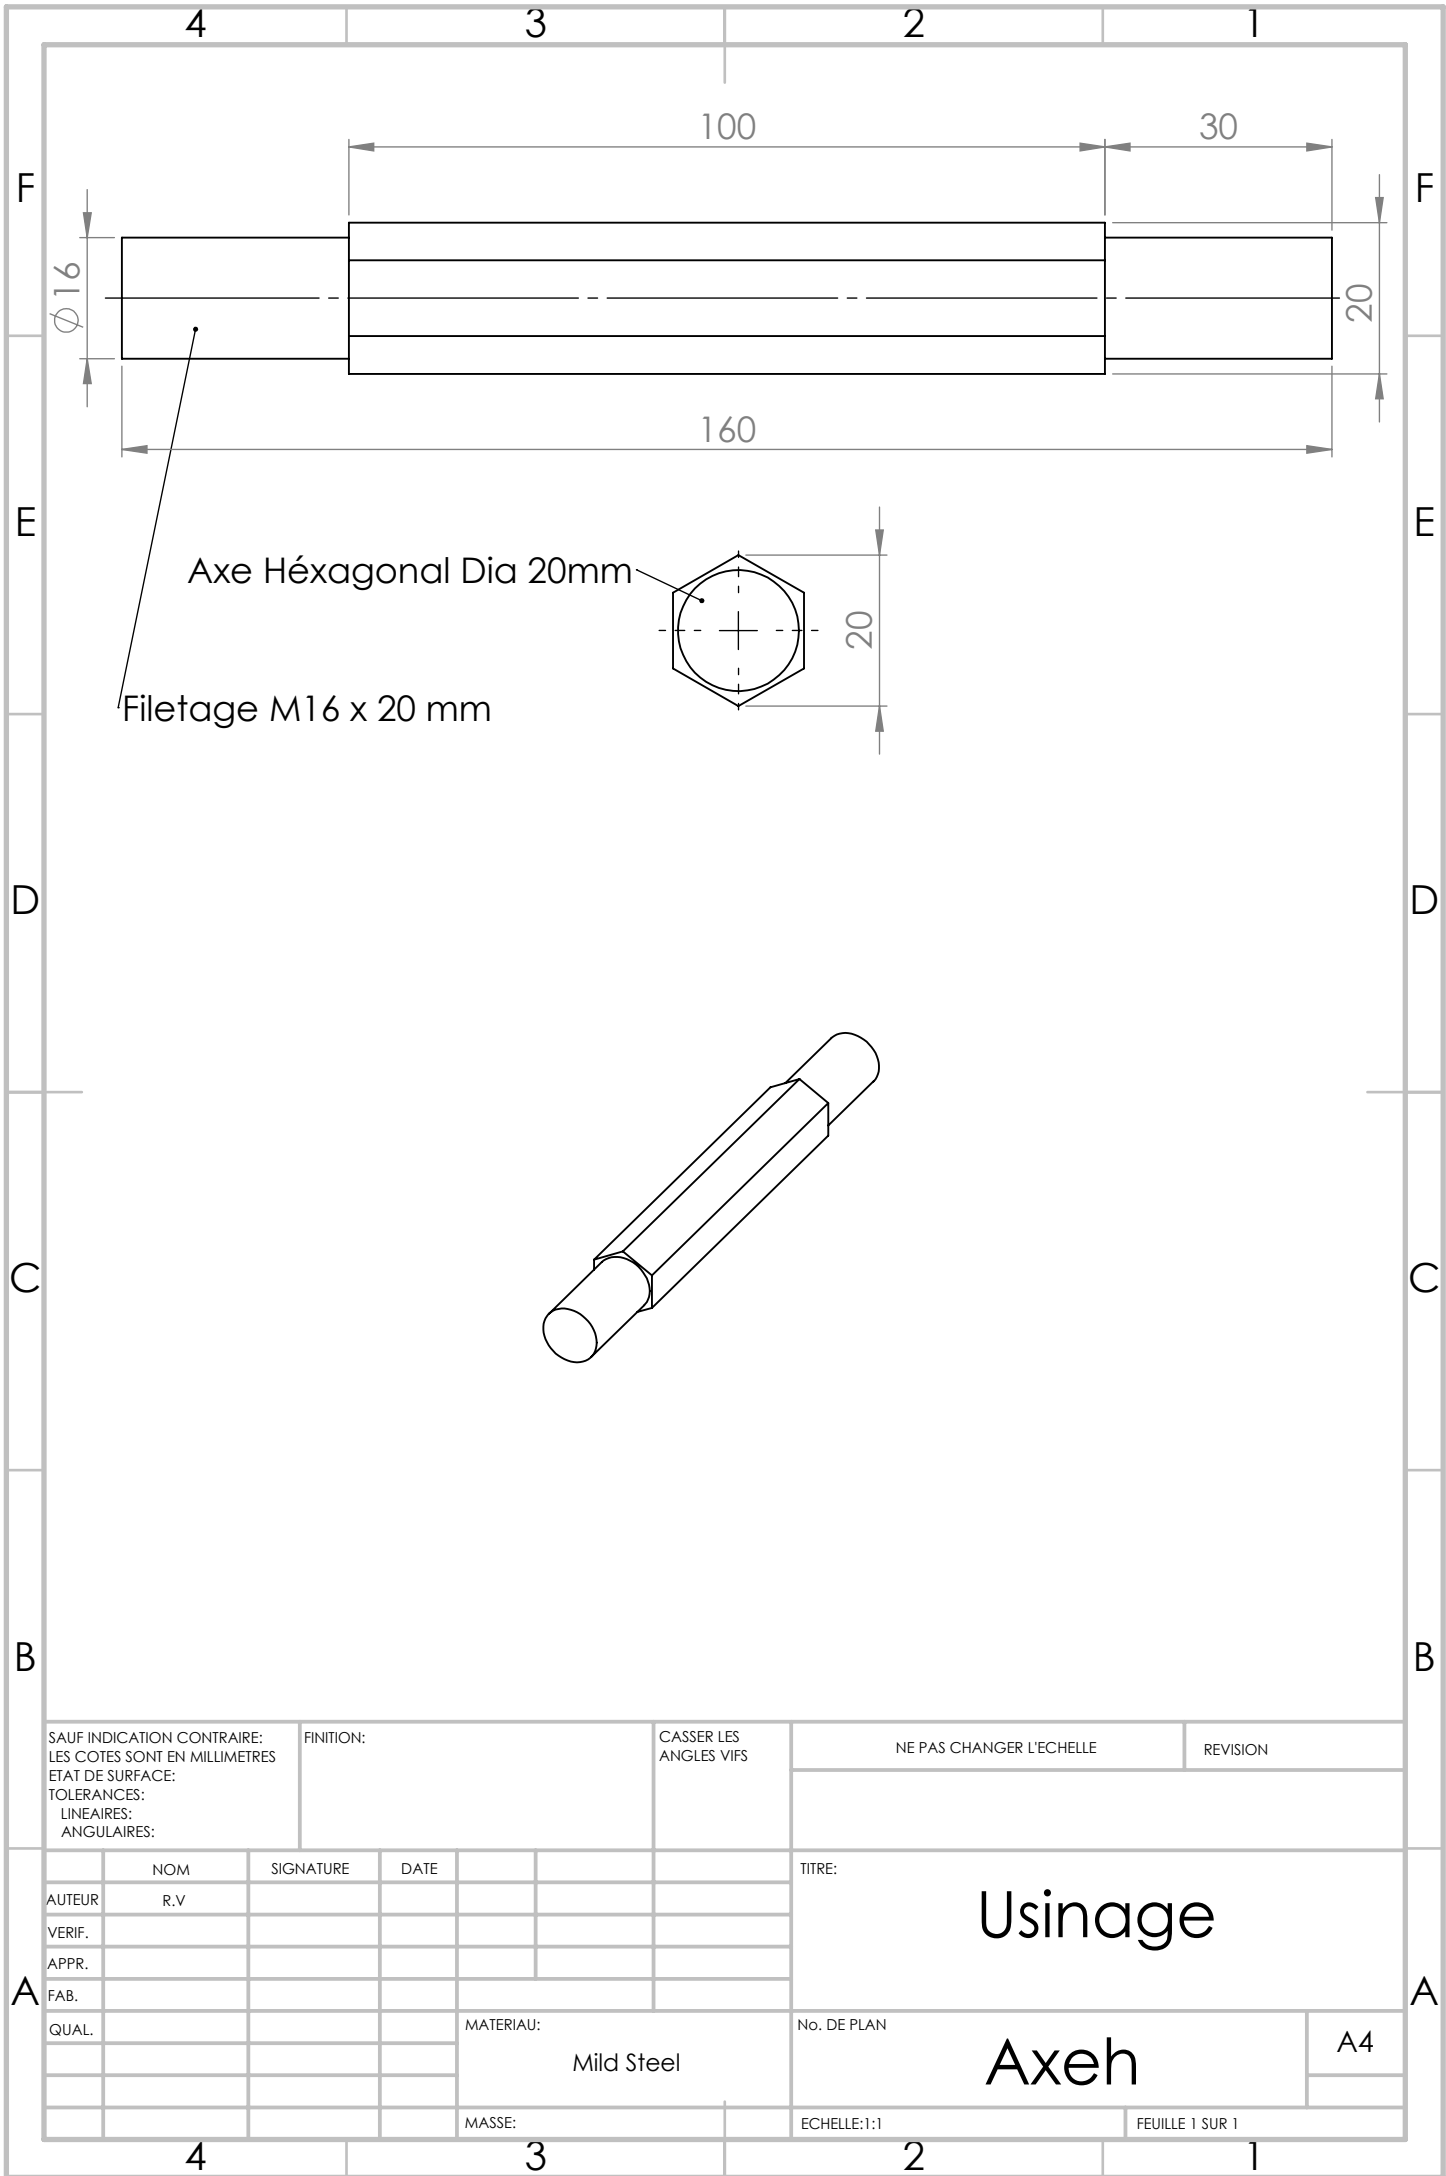 4 3 2 1
100 30
F F
∅16
20
160
E E
Axe Héxagonal Dia 20mm
20
Filetage M16 x 20 mm
D D
C C
B B
SAUF INDICATION CONTRAIRE:
LES COTES SONT EN MILLIMETRES
ETAT DE SURFACE:
TOLERANCES:
LINEAIRES:
ANGULAIRES:
FINITION:
CASSER LES
ANGLES VIFS
NE PAS CHANGER L'ECHELLE
REVISION
NOM SIGNATURE DATE
AUTEUR R.V
VERIF.
APPR.
FAB.
QUAL.
TITRE:
Usinage
A A
MATERIAU:
Mild Steel
No. DE PLAN
Axeh
A4
MASSE:
ECHELLE:1:1
FEUILLE 1 SUR 1
4 3 2 1